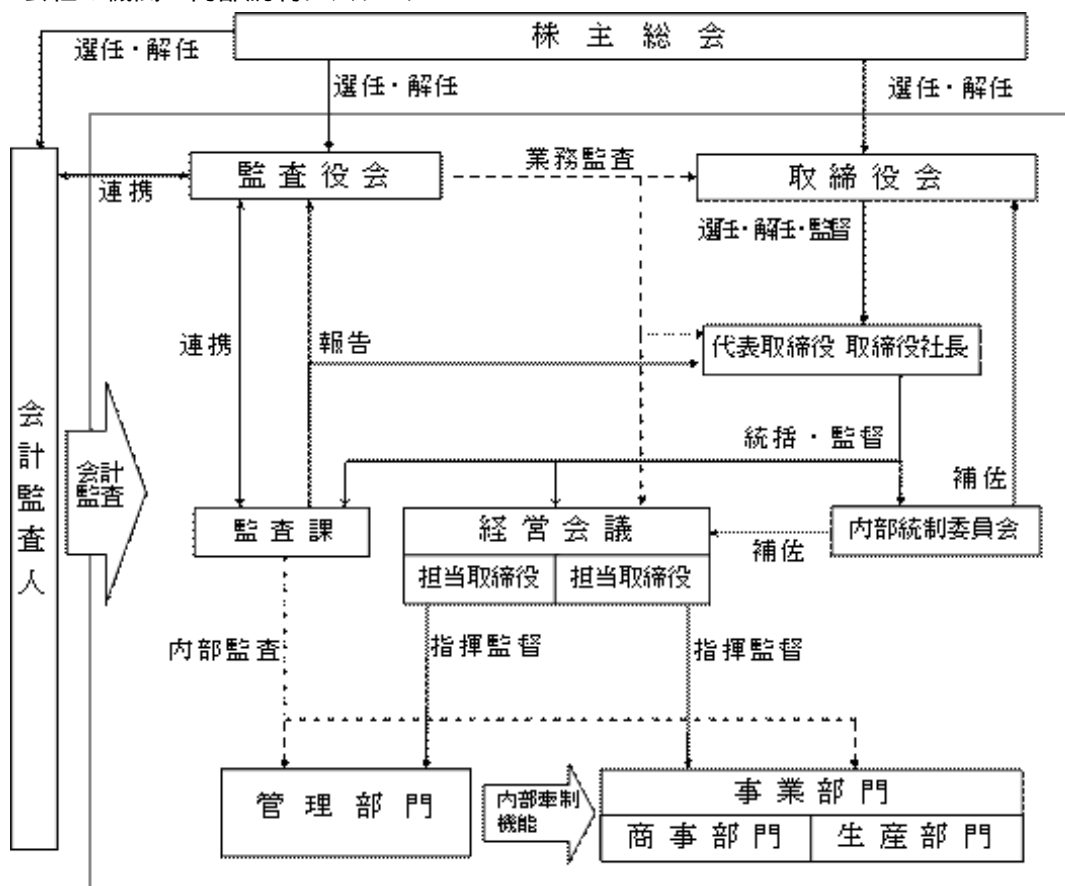 株主総会
選任・解任
選任・解任
選任・解任
監査役会
業務監査
取締役会
連携
選任・解任・監督
連携
報告
代表取締役 取締役社長
会計監査人
会計
監査
統括・監督
補佐
監査課
経営会議
内部統制委員会
補佐
担当取締役
担当取締役
内部監査
指揮監督
指揮監督
管理部門
内部牽制
機能
事業部門
商事部門
生産部門